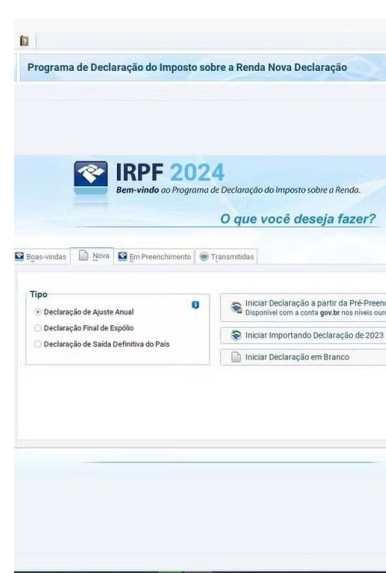 Programa de Declaração do Imposto sobre a Renda Nova Declaração
IRPF 2024
Bem-vindo ao Programa de Declaração do Imposto sobre a Renda.
O que você deseja fazer?
Boas-vindas Nova Em Preenchimento Transmitidas
Tipo
Declaração de Ajuste Anual
Declaração Final de Espólio
Declaração de Saída Definitiva do País
Iniciar Declaração a partir da Pré-Preen
Disponível com a conta gov.br nos níveis our
Iniciar Importando Declaração de 2023
Iniciar Declaração em Branco